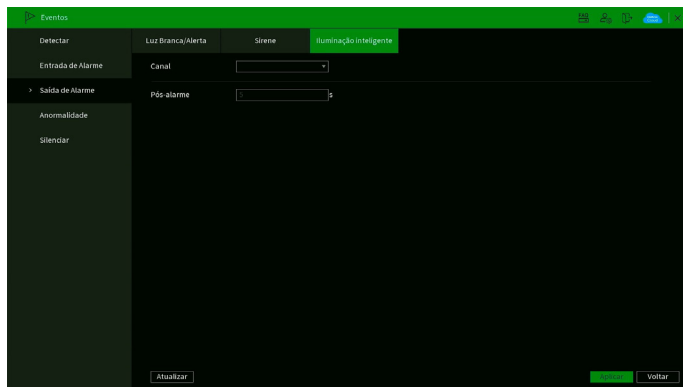 Eventos
FAQ
Detectar
Luz Branca/Alerta
Sirene
Iluminação inteligente
Entrada de Alarme
Canal
> Saída de Alarme
Pós-alarme
5
s
Anormalidade
Silenciar
Atualizar
Aplicar
Voltar